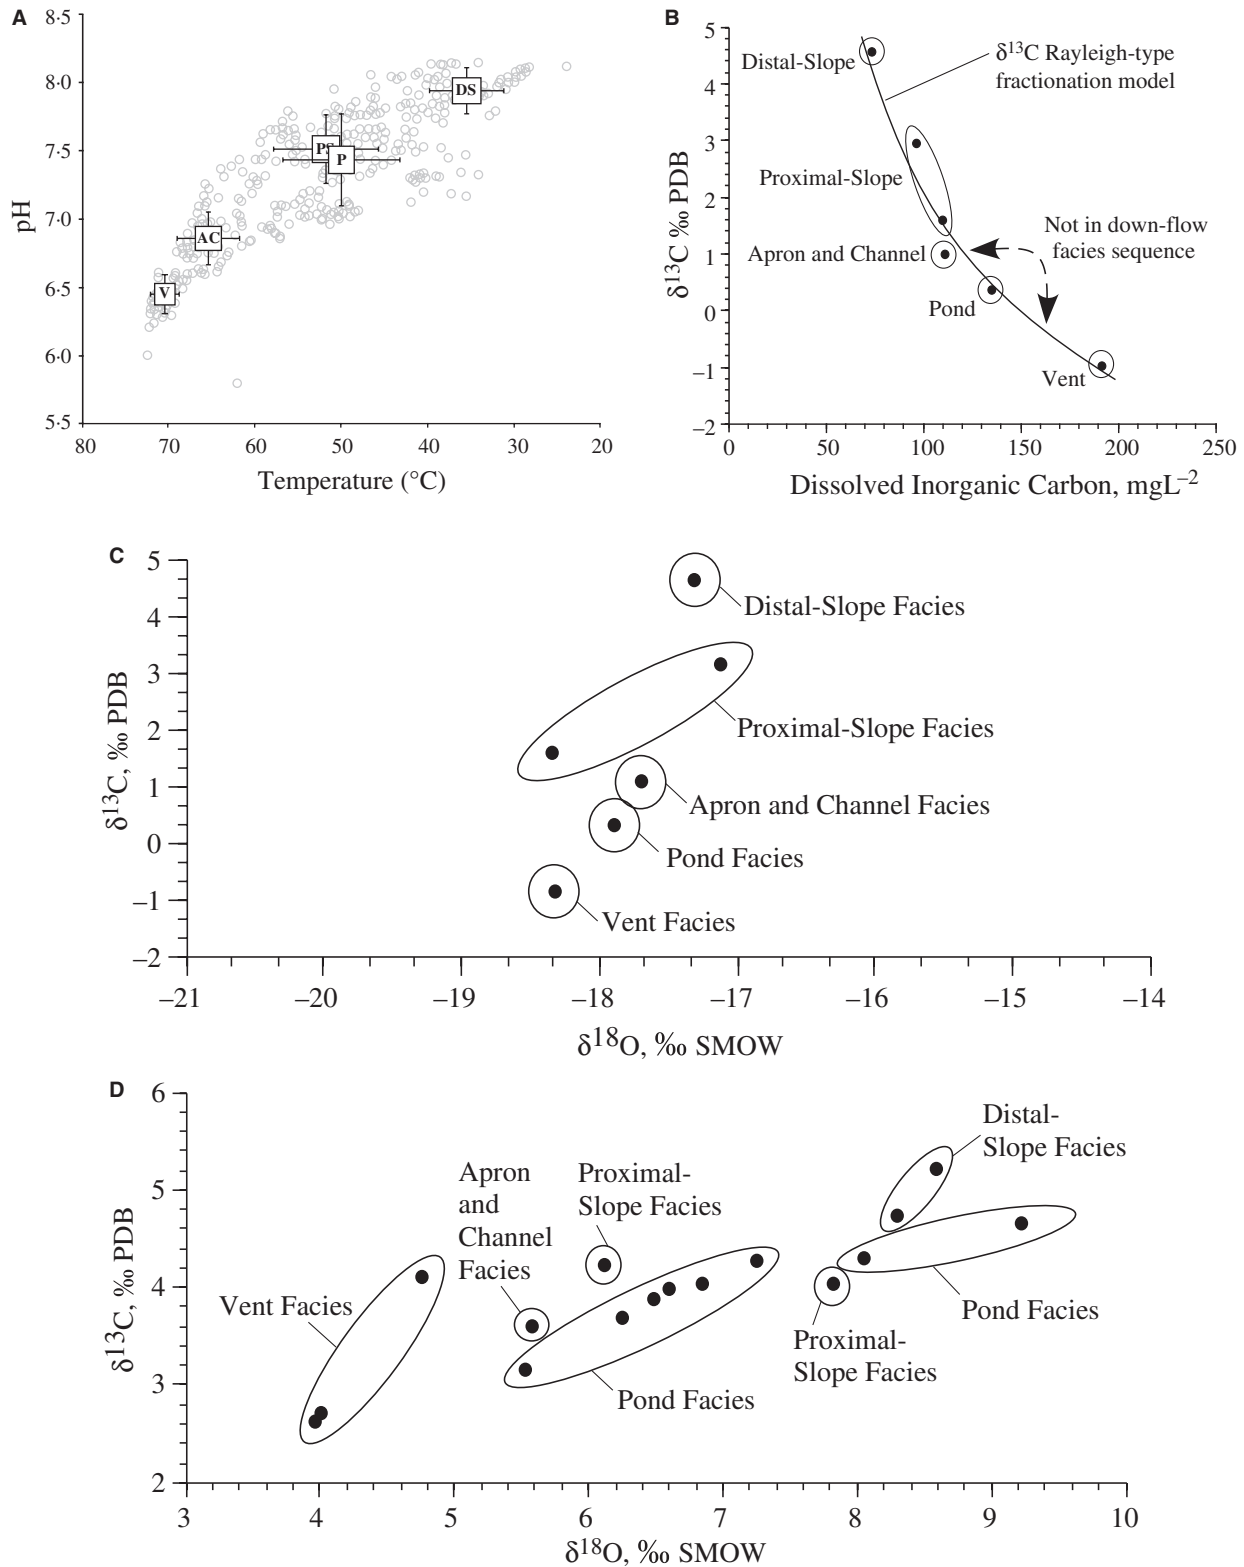 A
8·5
8·0
7·5
7·0
6·5
6·0
5·5
pH
DS
PS
P
AC
V
80 70 60 50 40 30 20
Temperature (°C)
B
5
4
3
2
1
0
–1
–2
δ13C ‰ PDB
Distal-Slope
δ13C Rayleigh-type
fractionation model
Proximal-Slope
Not in down-flow
facies sequence
Apron and Channel
Pond
Vent
0 50 100 150 200 250
Dissolved Inorganic Carbon, mgL–2
C
5
4
3
2
1
0
–1
–2
δ13C, ‰ PDB
Distal-Slope Facies
Proximal-Slope Facies
Apron and Channel Facies
Pond Facies
Vent Facies
–21 –20 –19 –18 –17 –16 –15 –14
δ18O, ‰ SMOW
D
6
5
4
3
2
δ13C, ‰ PDB
Distal-
Slope Facies
Apron
and
Channel
Facies
Proximal-
Slope Facies
Vent Facies
Pond Facies
Proximal-
Slope Facies
Pond Facies
3 4 5 6 7 8 9 10
δ18O, ‰ SMOW